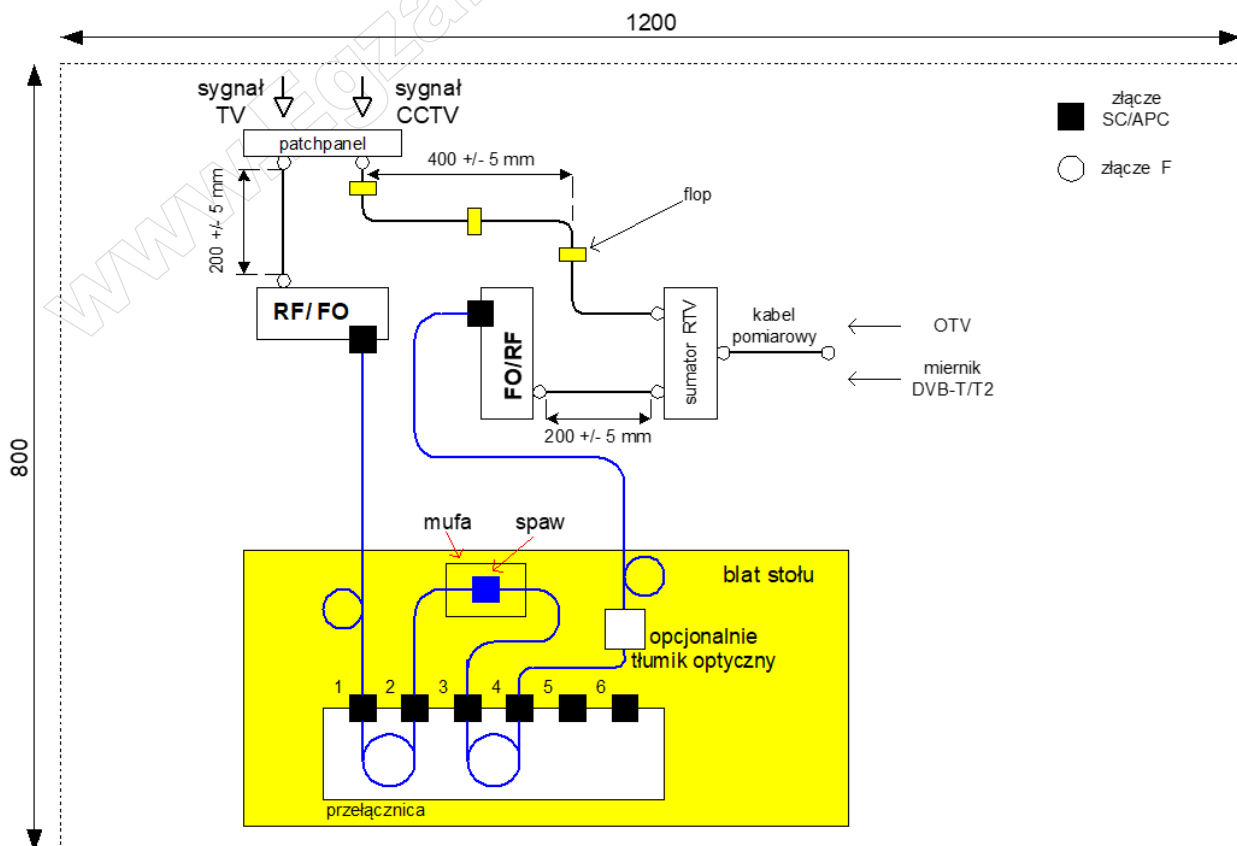 1200
sygnał
TV
sygnał
CCTV
złącze
SC/APC
patchpanel
400 +/- 5 mm
złącze F
flop
200 +/- 5 mm
RF/ FO
FO/RF
sumator RTV
kabel
pomiarowy
OTV
miernik
DVB-T/T2
200 +/- 5 mm
800
mufa
spaw
blat stołu
opcjonalnie
tłumik optyczny
1
2
3
4
5
6
przełącznica
www.Egza